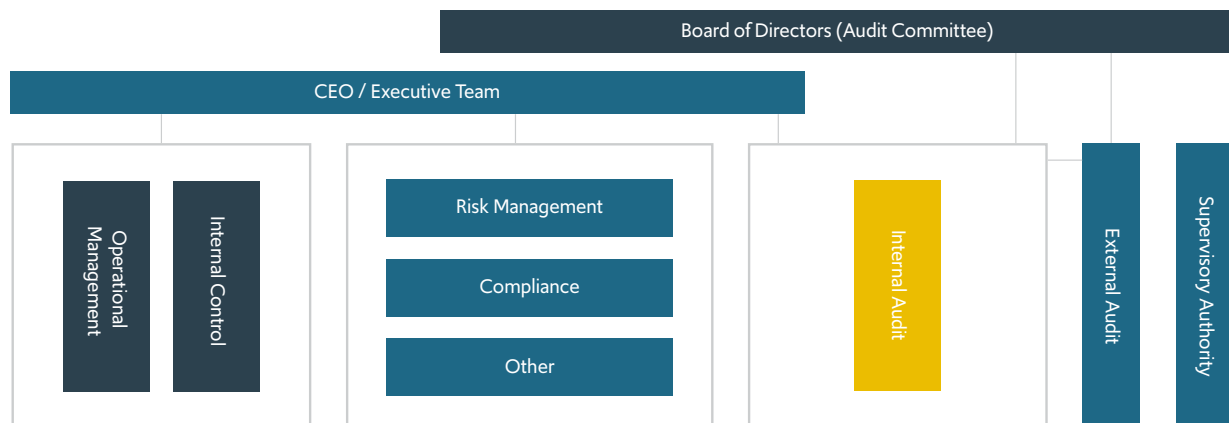 Board of Directors (Audit Committee)
CEO / Executive Team
Operational
Management
Internal Control
Risk Management
Compliance
Other
Internal Audit
External Audit
Supervisory Authority